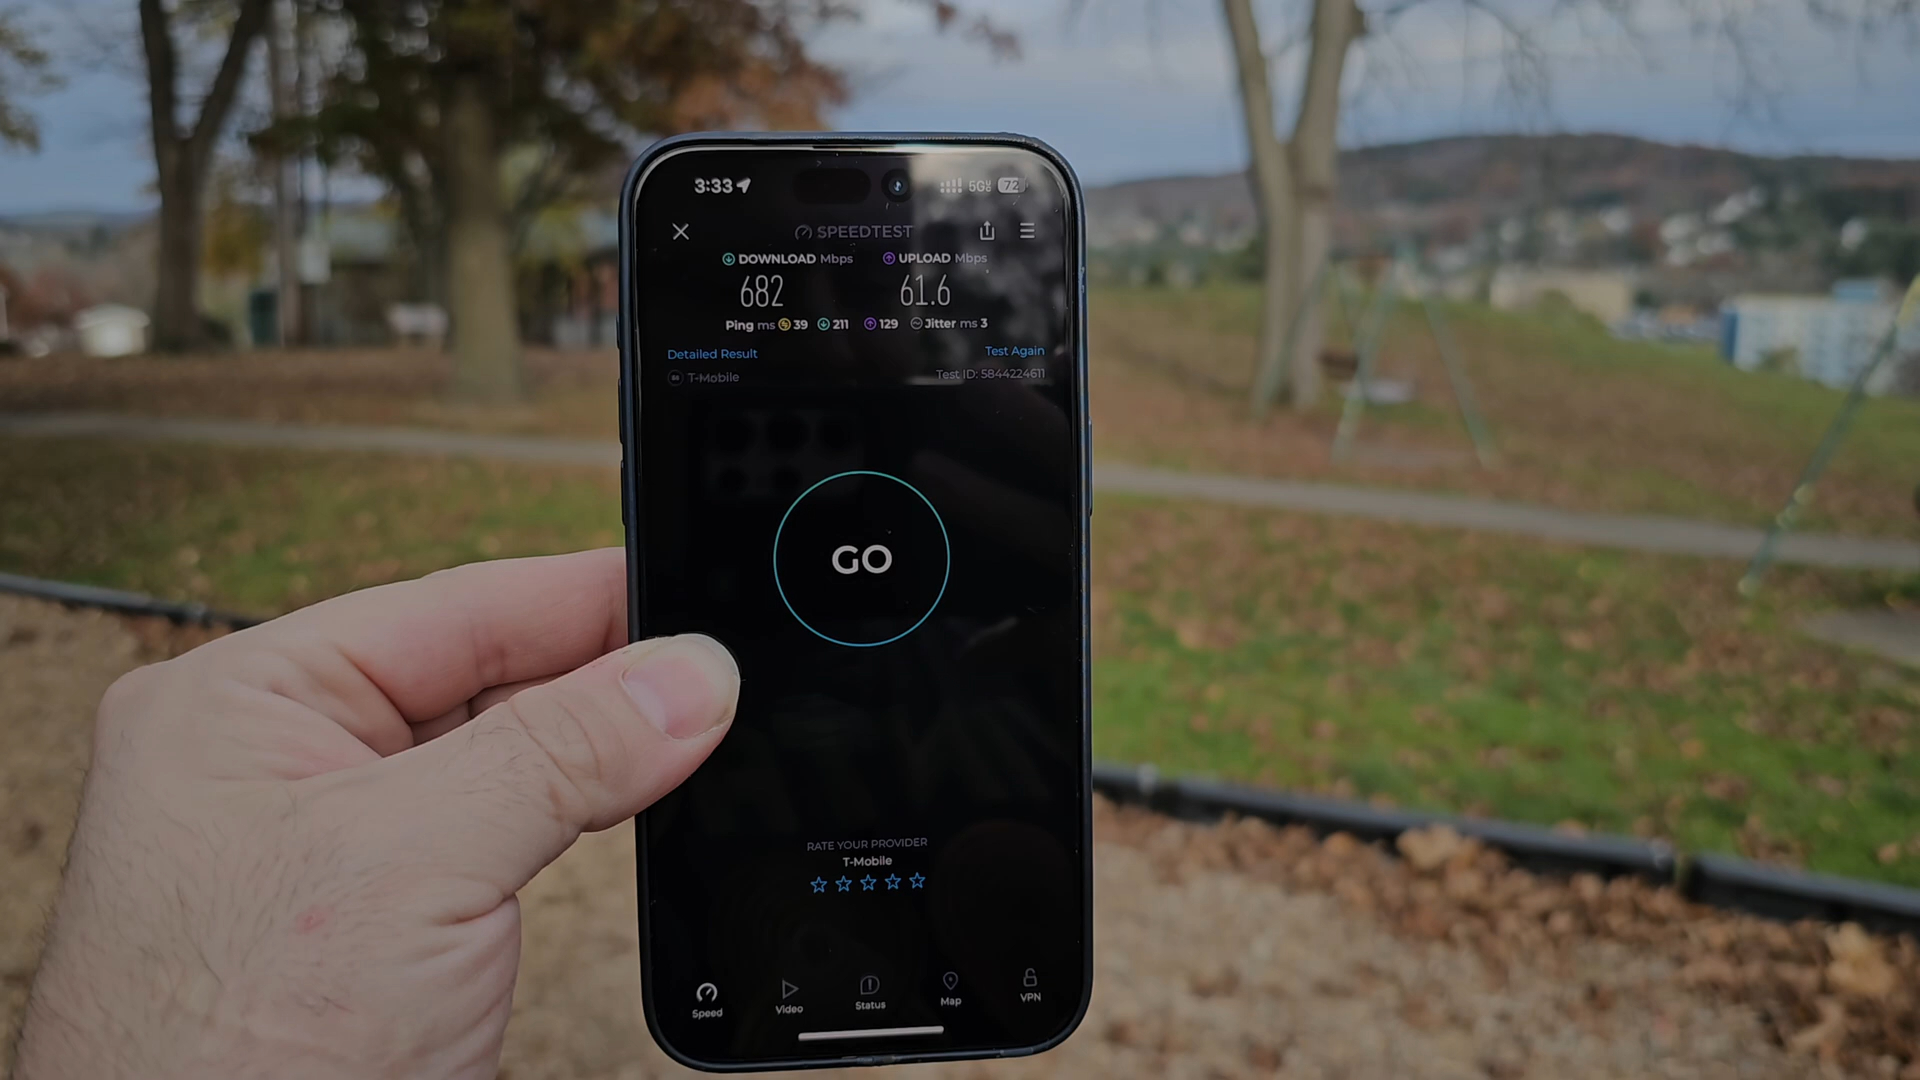 3:33 5G 72
SPEEDTEST
DOWNLOAD Mbps UPLOAD Mbps
682 61.6
Ping ms 39 211 129 Jitter ms 3
Detailed Result Test Again
T-Mobile Test ID: 5844224611
GO
RATE YOUR PROVIDER
T-Mobile
Speed Video Status Map VPN